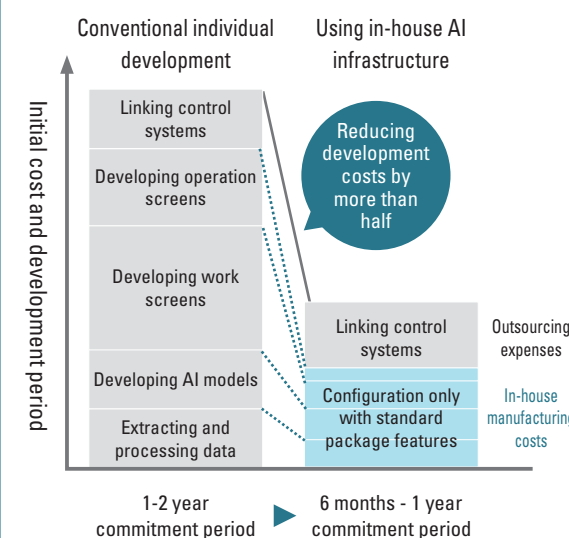 Conventional individual
development
Using in-house AI
infrastructure
Initial cost and development period
Linking control
systems
Developing operation
screens
Developing work
screens
Developing AI models
Extracting and
processing data
Reducing
development
costs by
more than
half
Linking control
systems
Configuration only
with standard
package features
Outsourcing
expenses
In-house
manufacturing
costs
1-2 year
commitment period
6 months - 1 year
commitment period